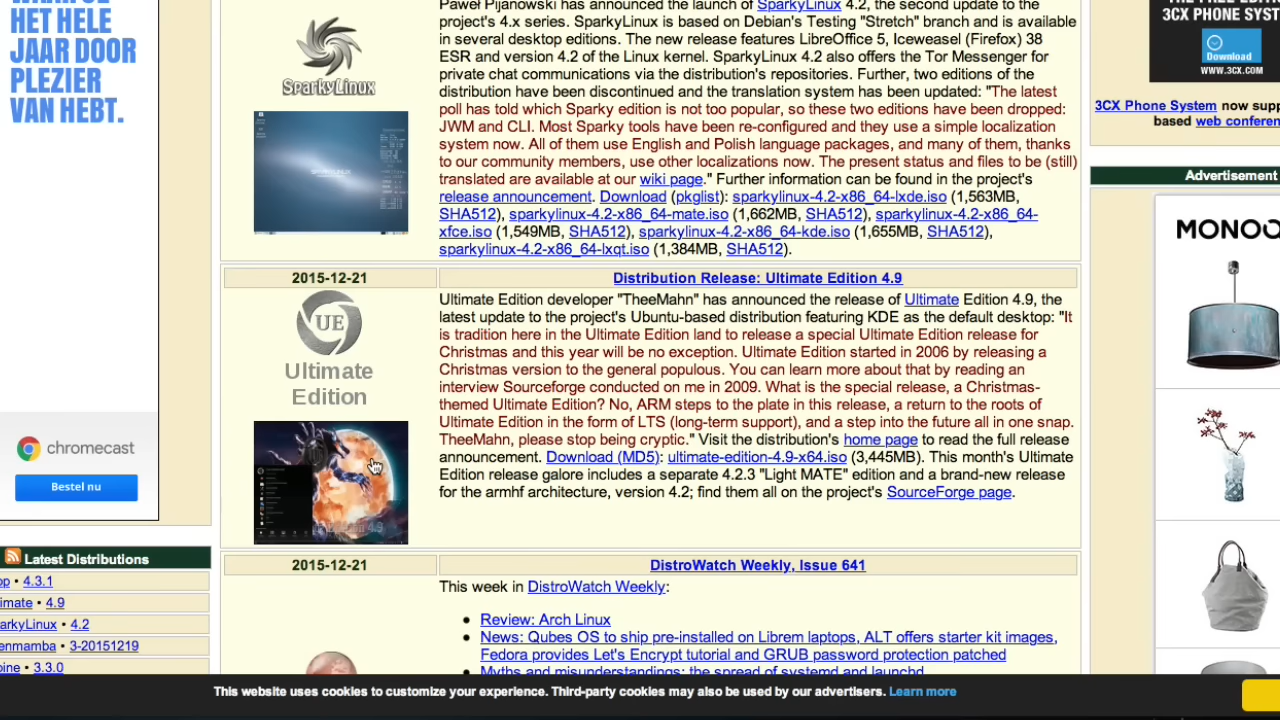 HET HELE
JAAR DOOR
PLEZIER
VAN HEBT.
chromecast
Bestel nu
Latest Distributions
• 4.3.1
• 4.9
arkyLinux • 4.2
enmamba • 3-20151219
• 3.3.0
SparkyLinux
Paweł Pijanowski has announced the launch of SparkyLinux 4.2, the second update to the
project's 4.x series. SparkyLinux is based on Debian's Testing "Stretch" branch and is available
in several desktop editions. The new release features LibreOffice 5, Iceweasel (Firefox) 38
ESR and version 4.2 of the Linux kernel. SparkyLinux 4.2 also offers the Tor Messenger for
private chat communications via the distribution's repositories. Further, two editions of the
distribution have been discontinued and the translation system has been updated: "The latest
poll has told which Sparky edition is not too popular, so these two editions have been dropped:
JWM and CLI. Most Sparky tools have been re-configured and they use a simple localization
system now. All of them use English and Polish language packages, and many of them, thanks
to our community members, use other localizations now. The present status and files to be (still)
translated are available at our wiki page." Further information can be found in the project's
release announcement. Download (pkglist): sparkylinux-4.2-x86_64-lxde.iso (1,563MB,
SHA512), sparkylinux-4.2-x86_64-mate.iso (1,662MB, SHA512), sparkylinux-4.2-x86_64-
xfce.iso (1,549MB, SHA512), sparkylinux-4.2-x86_64-kde.iso (1,655MB, SHA512),
sparkylinux-4.2-x86_64-lxqt.iso (1,384MB, SHA512).
2015-12-21 Distribution Release: Ultimate Edition 4.9
UE
Ultimate
Edition
Ultimate Edition developer "TheeMahn" has announced the release of Ultimate Edition 4.9, the
latest update to the project's Ubuntu-based distribution featuring KDE as the default desktop: "It
is tradition here in the Ultimate Edition land to release a special Ultimate Edition release for
Christmas and this year will be no exception. Ultimate Edition started in 2006 by releasing a
Christmas version to the general populous. You can learn more about that by reading an
interview Sourceforge conducted on me in 2009. What is the special release, a Christmas-
themed Ultimate Edition? No, ARM steps to the plate in this release, a return to the roots of
Ultimate Edition in the form of LTS (long-term support), and a step into the future all in one snap.
TheeMahn, please stop being cryptic." Visit the distribution's home page to read the full release
announcement. Download (MD5): ultimate-edition-4.9-x64.iso (3,445MB). This month's Ultimate
Edition release galore includes a separate 4.2.3 "Light MATE" edition and a brand-new release
for the armhf architecture, version 4.2; find them all on the project's SourceForge page.
2015-12-21 DistroWatch Weekly, Issue 641
This week in DistroWatch Weekly:
• Review: Arch Linux
• News: Qubes OS to ship pre-installed on Librem laptops, ALT offers starter kit images,
Fedora provides Let's Encrypt tutorial and GRUB password protection patched
• Myths and misunderstandings: the spread of systemd and launchd
3CX PHONE SYST
Download
WWW.3CX.COM
3CX Phone System now supp
based web conferen
Advertisement
MONOO
This website uses cookies to customize your experience. Third-party cookies may also be used by our advertisers. Learn more